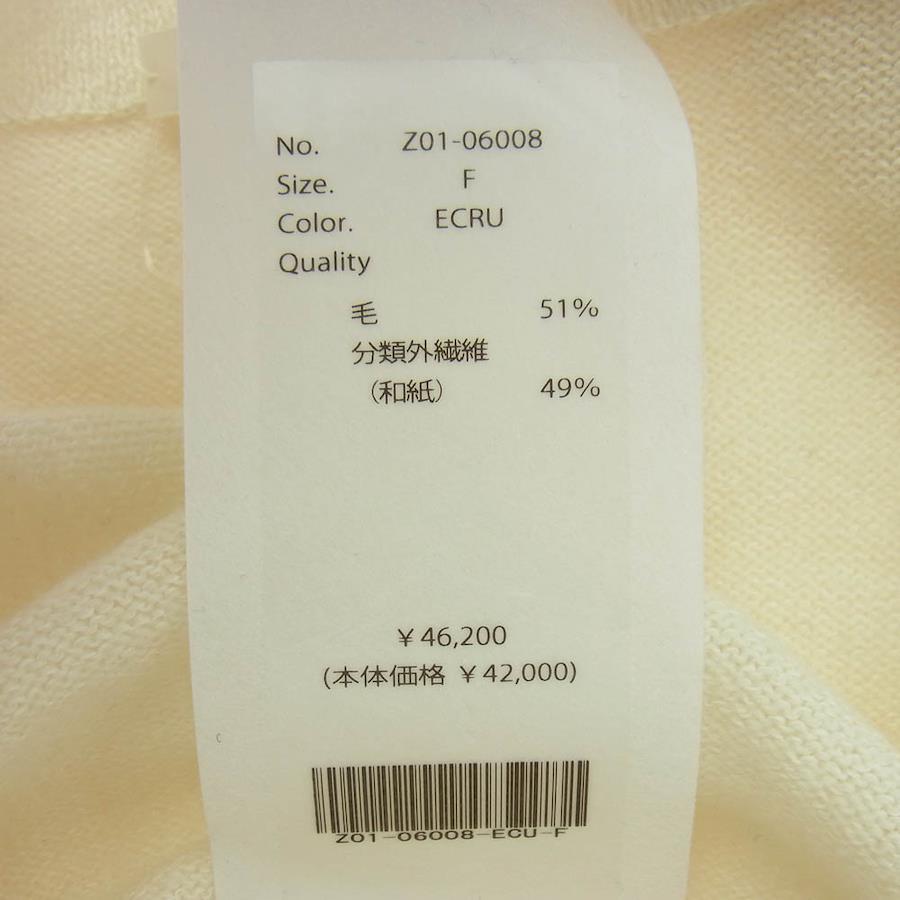 No. Z01-06008
Size. F
Color. ECRU
Quality
毛 51%
分類外繊維
(和紙) 49%
¥46,200
(本体価格 ¥42,000)
Z01-06008-ECU-F